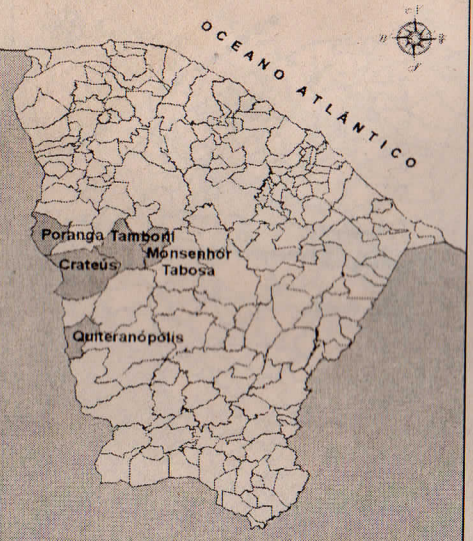 OCEANO ATLÂNTICO
Poranga Tamboril
Monsenhor
Crateús
Tabosa
Quiteranópolis